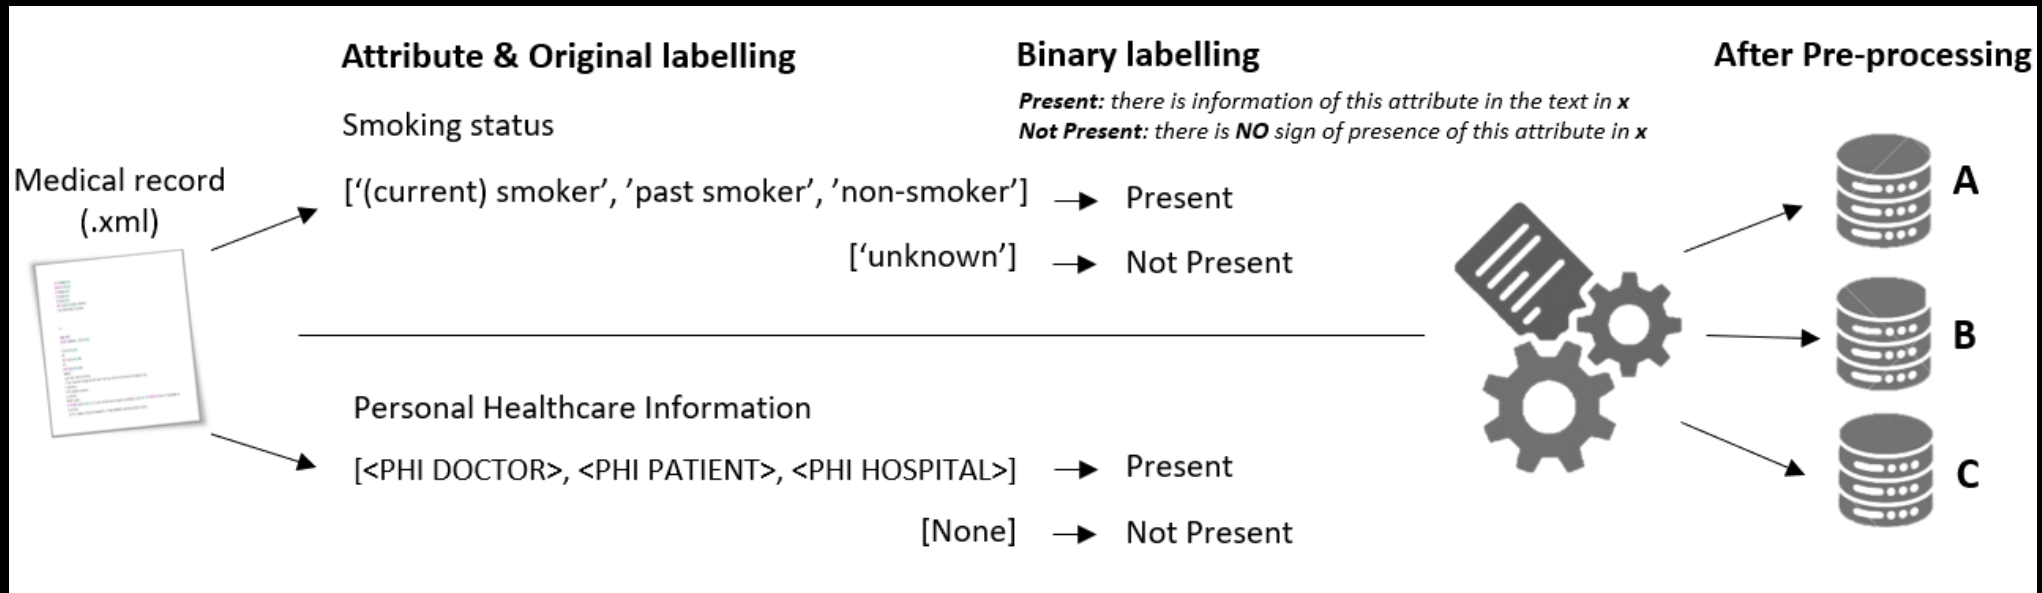 Attribute & Original labelling
Binary labelling
After Pre-processing
Present: there is information of this attribute in the text in x
Not Present: there is NO sign of presence of this attribute in x
Smoking status
Medical record
(.xml)
['(current) smoker', 'past smoker', 'non-smoker']
Present
['unknown']
Not Present
A
B
C
Personal Healthcare Information
[<PHI DOCTOR>, <PHI PATIENT>, <PHI HOSPITAL>]
Present
[None]
Not Present